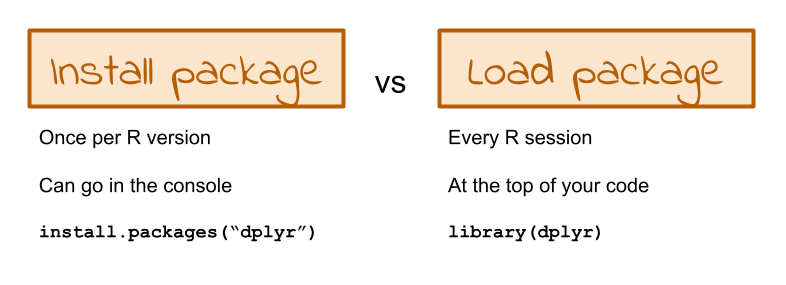 Install package
vs
Load package
Once per R version
Can go in the console
install.packages(“dplyr”)
Every R session
At the top of your code
library(dplyr)